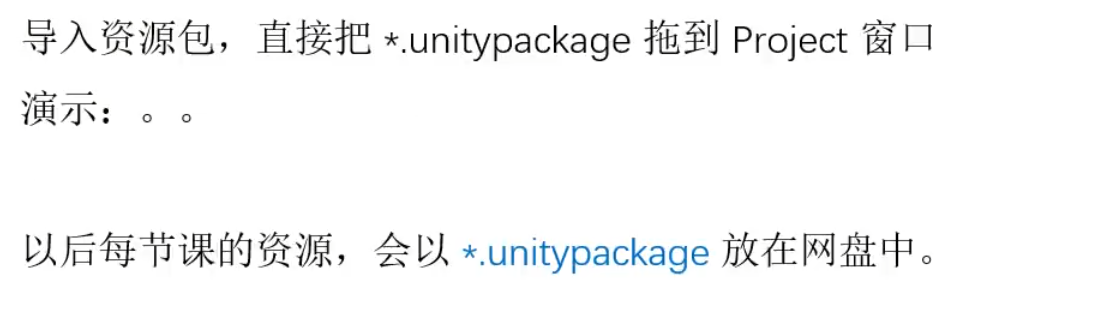 导入资源包，直接把 *.unitypackage 拖到 Project 窗口
演示：。。
以后每节课的资源，会以 *.unitypackage 放在网盘中。